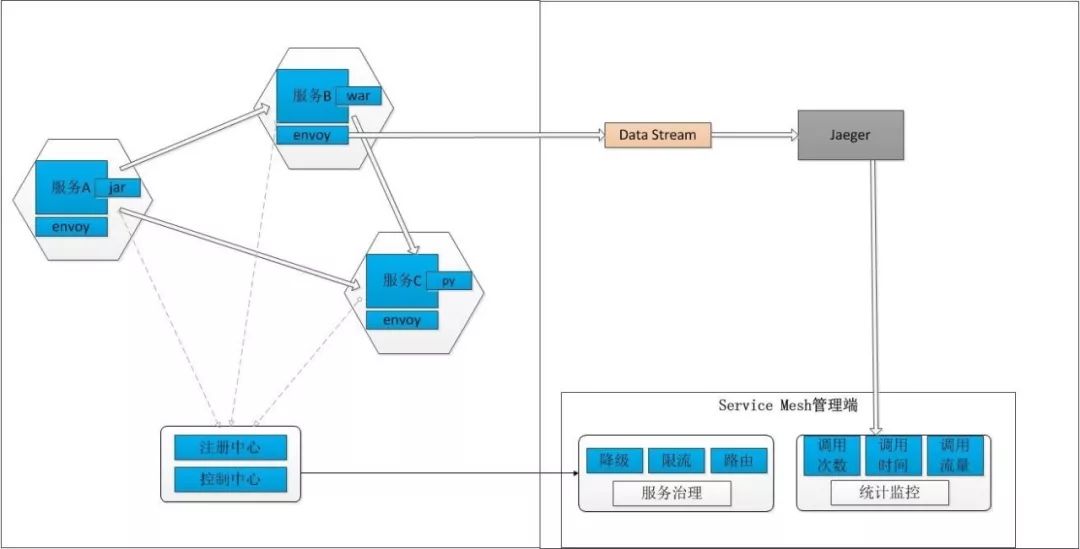 服务B
war
envoy
Data Stream
Jaeger
服务A
jar
envoy
服务C
py
envoy
Service Mesh管理端
注册中心
控制中心
降级
限流
路由
服务治理
调用
次数
调用
时间
调用
流量
统计监控